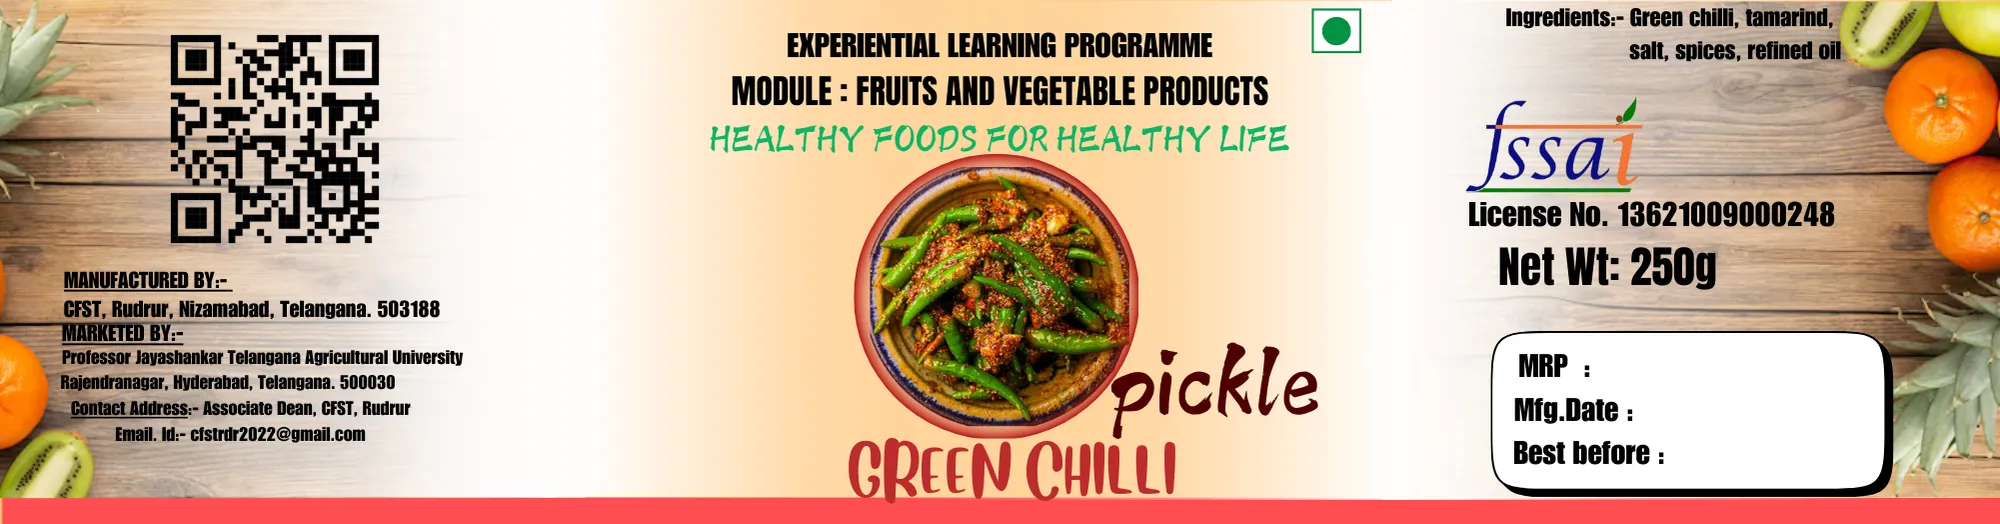 MANUFACTURED BY:-
CFST, Rudrur, Nizamabad, Telangana. 503188
MARKETED BY:-
Professor Jayashankar Telangana Agricultural University
Rajendranagar, Hyderabad, Telangana. 500030
Contact Address:- Associate Dean, CFST, Rudrur
Email. Id:- cfstrdr2022@gmail.com
EXPERIENTIAL LEARNING PROGRAMME
MODULE : FRUITS AND VEGETABLE PRODUCTS
HEALTHY FOODS FOR HEALTHY LIFE
pickle
GREEN CHILLI
Ingredients:- Green chilli, tamarind,
salt, spices, refined oil
fssai
License No. 13621009000248
Net Wt: 250g
MRP :
Mfg.Date :
Best before :